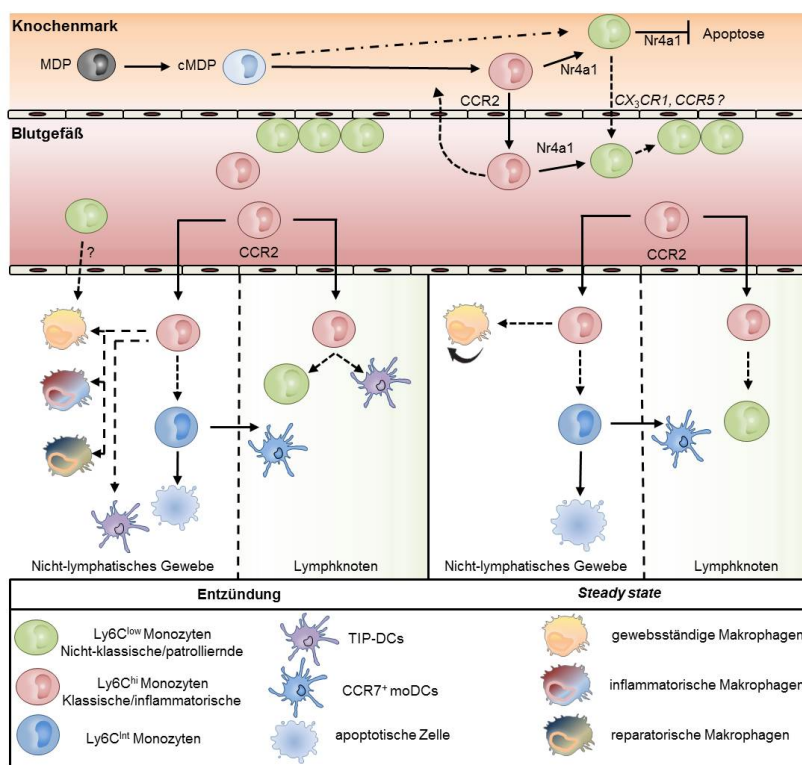 Knochenmark
MDP
cMDP
Nr4a1
Nr4a1
Apoptose
CCR2
CX₃CR1, CCR5 ?
Blutgefäß
Nr4a1
?
CCR2
CCR2
Nicht-lymphatisches Gewebe
Lymphknoten
Nicht-lymphatisches Gewebe
Lymphknoten
Entzündung
Steady state
Ly6Cˡᵒʷ Monozyten
Nicht-klassische/patrolliernde
TIP-DCs
gewebsständige Makrophagen
Ly6Cʰⁱ Monozyten
Klassische/inflammatorische
CCR7⁺ moDCs
inflammatorische Makrophagen
Ly6Cᴵⁿᵗ Monozyten
apoptotische Zelle
reparatorische Makrophagen